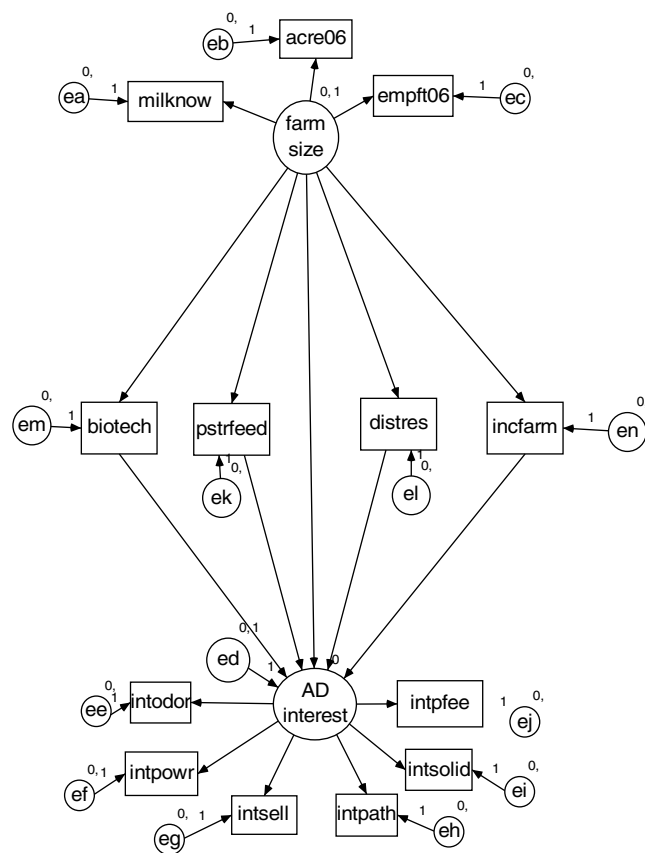 0,
eb
1
acre06
0,
ea
1
milknow
0,1
empft06
1
0,
ec
farm
size
0,
em
1
biotech
pstrfeed
1
0,
ek
distres
1
0,
el
incfarm
1
0
en
0,1
ed
1
0
AD
interest
0,
ee
1
intodor
intpfee
1
0,
ej
0,
ef
1
intpowr
intsolid
1
0,
ei
0,
eg
1
intsell
intpath
1
0,
eh